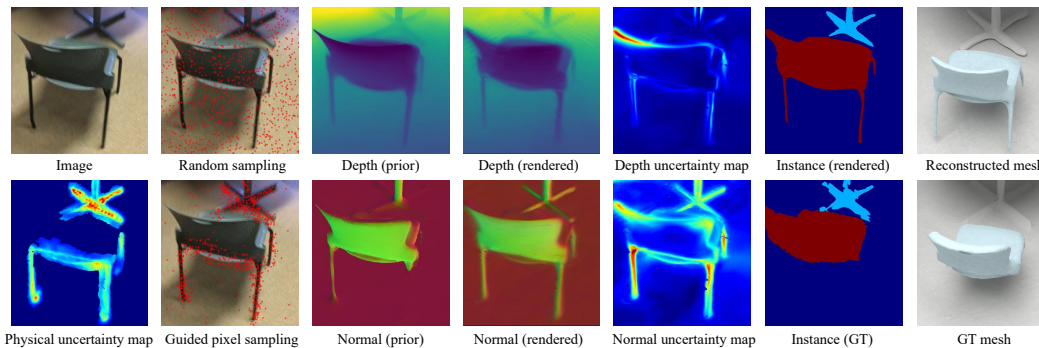 Image
Random sampling
Depth (prior)
Depth (rendered)
Depth uncertainty map
Instance (rendered)
Reconstructed mesh
Physical uncertainty map
Guided pixel sampling
Normal (prior)
Normal (rendered)
Normal uncertainty map
Instance (GT)
GT mesh